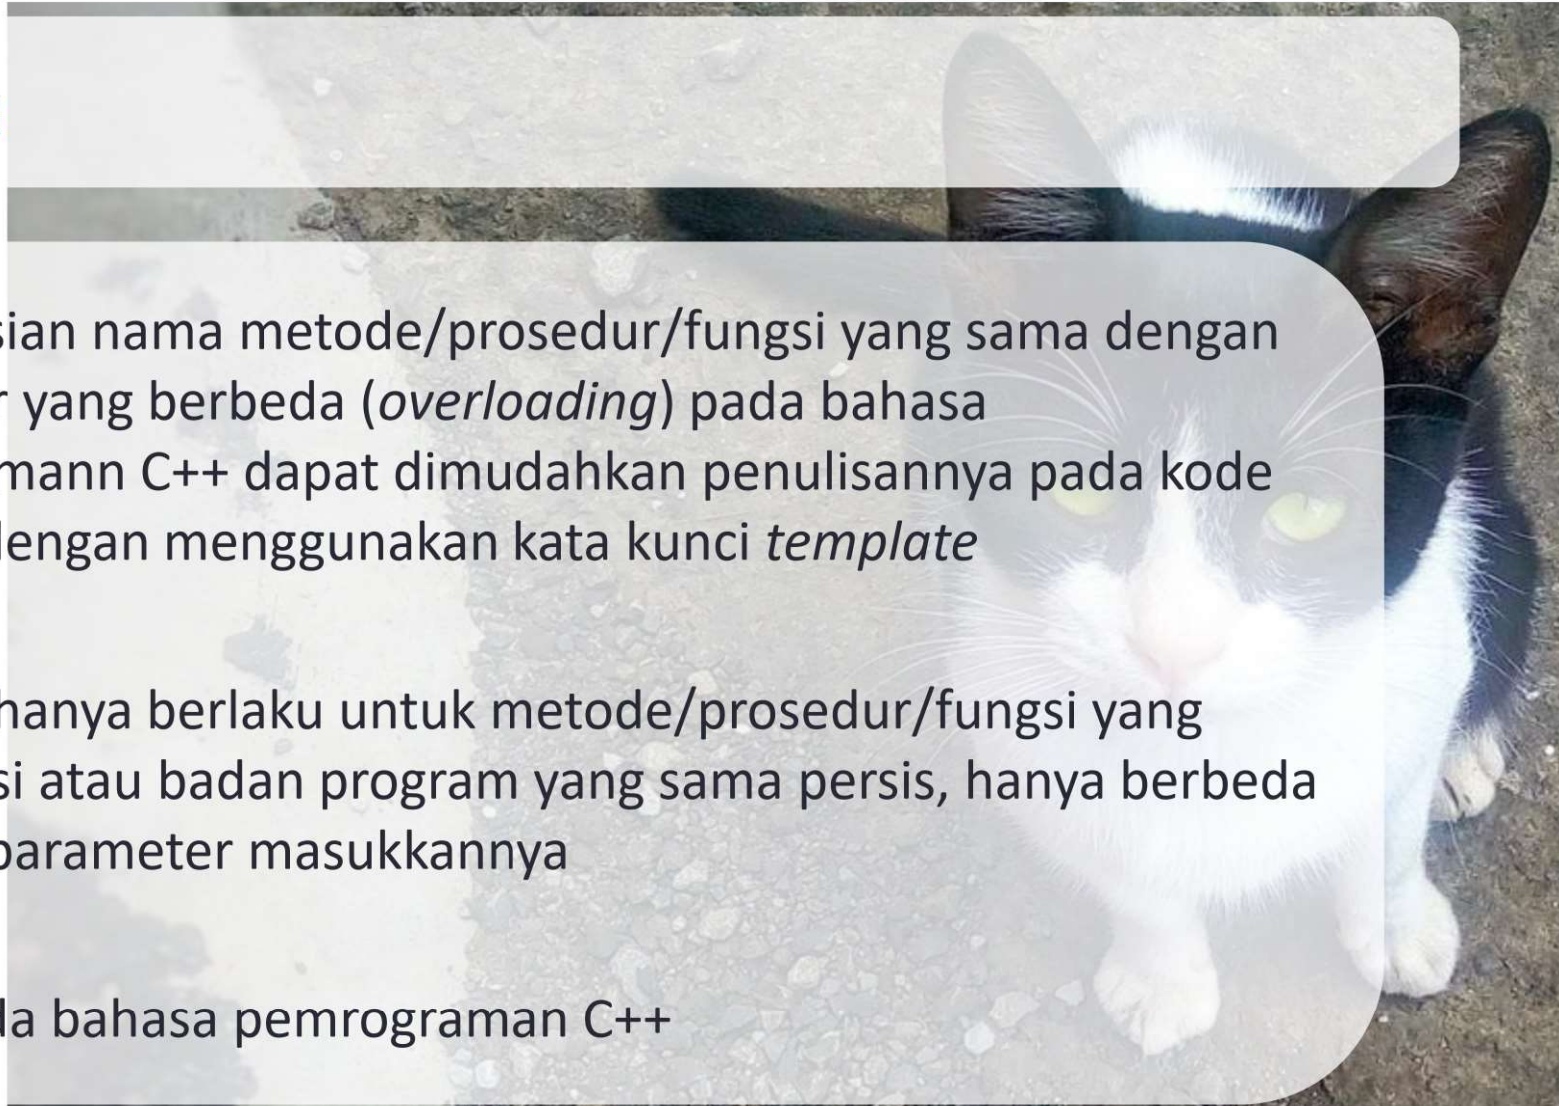 sian nama metode/prosedur/fungsi yang sama dengan
r yang berbeda (overloading) pada bahasa
mann C++ dapat dimudahkan penulisannya pada kode
dengan menggunakan kata kunci template
hanya berlaku untuk metode/prosedur/fungsi yang
si atau badan program yang sama persis, hanya berbeda
parameter masukkannya
da bahasa pemrograman C++